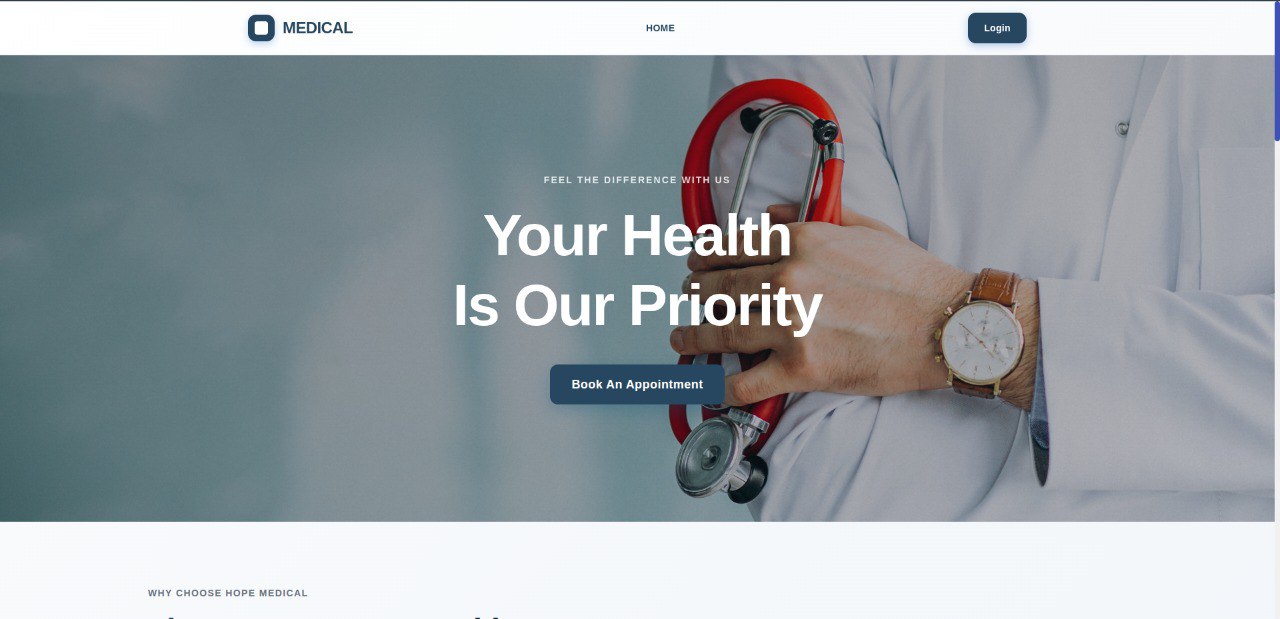 MEDICAL
HOME
Login
FEEL THE DIFFERENCE WITH US
Your Health
Is Our Priority
Book An Appointment
WHY CHOOSE HOPE MEDICAL